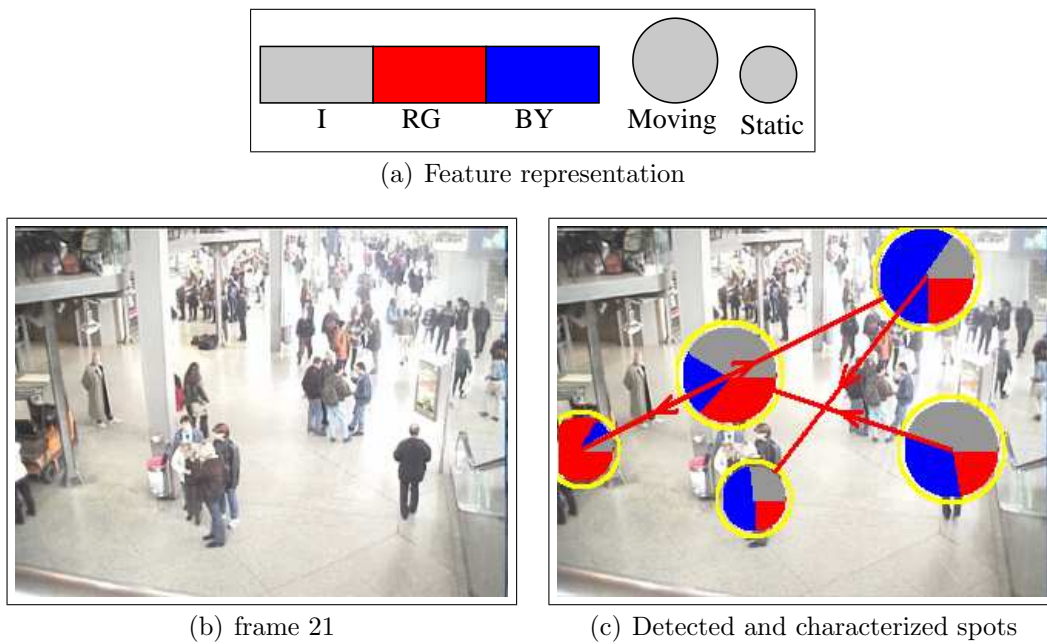 I RG BY Moving Static
(a) Feature representation
(b) frame 21
(c) Detected and characterized spots